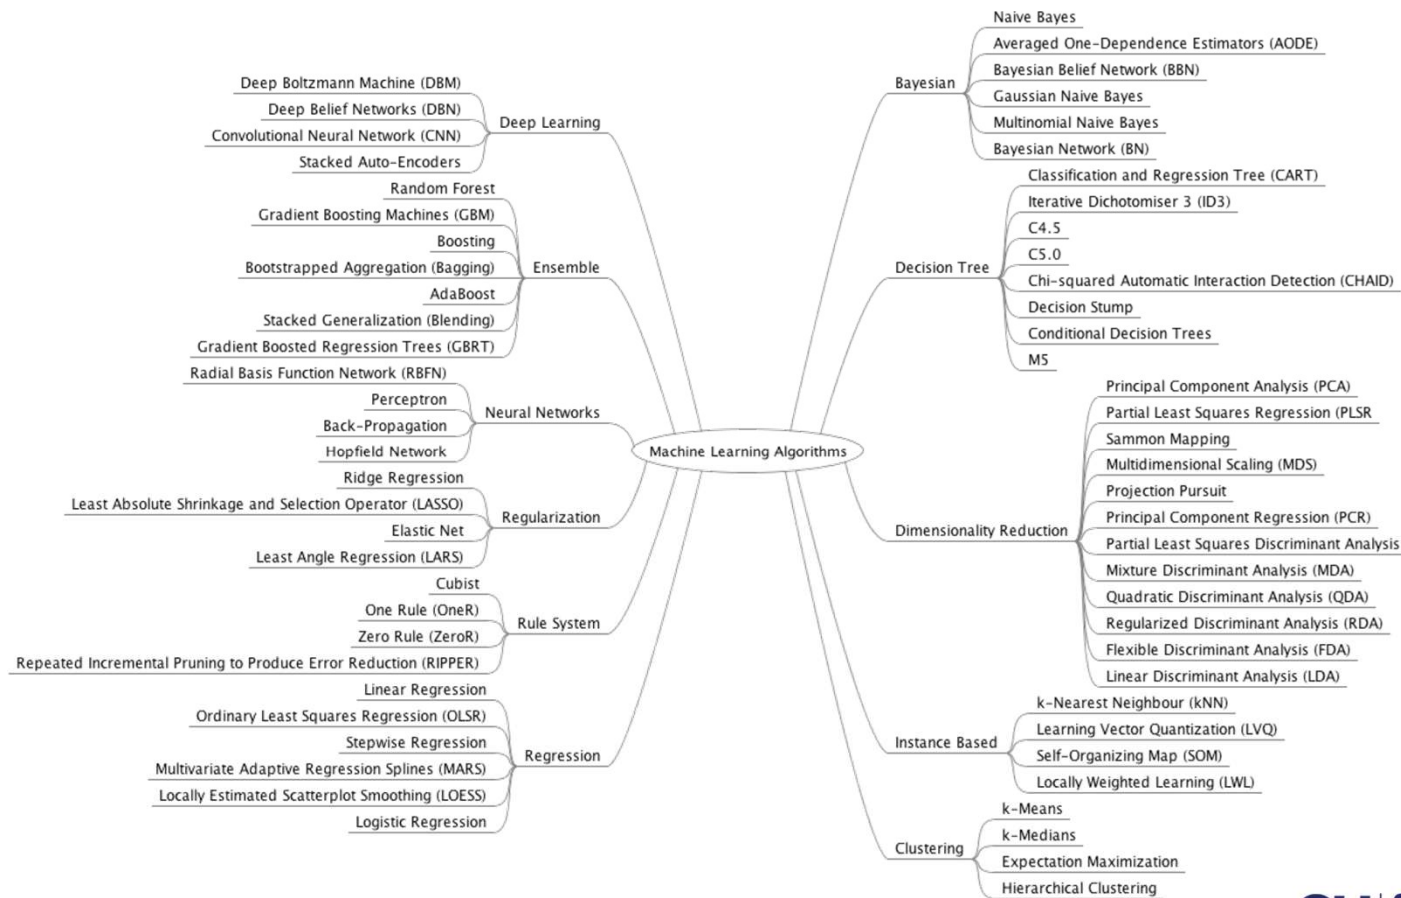 Machine Learning Algorithms
Deep Learning
Deep Boltzmann Machine (DBM)
Deep Belief Networks (DBN)
Convolutional Neural Network (CNN)
Stacked Auto-Encoders
Ensemble
Random Forest
Gradient Boosting Machines (GBM)
Boosting
Bootstrapped Aggregation (Bagging)
AdaBoost
Stacked Generalization (Blending)
Gradient Boosted Regression Trees (GBRT)
Neural Networks
Radial Basis Function Network (RBFN)
Perceptron
Back-Propagation
Hopfield Network
Regularization
Ridge Regression
Least Absolute Shrinkage and Selection Operator (LASSO)
Elastic Net
Least Angle Regression (LARS)
Rule System
Cubist
One Rule (OneR)
Zero Rule (ZeroR)
Repeated Incremental Pruning to Produce Error Reduction (RIPPER)
Regression
Linear Regression
Ordinary Least Squares Regression (OLSR)
Stepwise Regression
Multivariate Adaptive Regression Splines (MARS)
Locally Estimated Scatterplot Smoothing (LOESS)
Logistic Regression
Bayesian
Naive Bayes
Averaged One-Dependence Estimators (AODE)
Bayesian Belief Network (BBN)
Gaussian Naive Bayes
Multinomial Naive Bayes
Bayesian Network (BN)
Decision Tree
Classification and Regression Tree (CART)
Iterative Dichotomiser 3 (ID3)
C4.5
C5.0
Chi-squared Automatic Interaction Detection (CHAID)
Decision Stump
Conditional Decision Trees
M5
Dimensionality Reduction
Principal Component Analysis (PCA)
Partial Least Squares Regression (PLSR
Sammon Mapping
Multidimensional Scaling (MDS)
Projection Pursuit
Principal Component Regression (PCR)
Partial Least Squares Discriminant Analysis
Mixture Discriminant Analysis (MDA)
Quadratic Discriminant Analysis (QDA)
Regularized Discriminant Analysis (RDA)
Flexible Discriminant Analysis (FDA)
Linear Discriminant Analysis (LDA)
Instance Based
k-Nearest Neighbour (kNN)
Learning Vector Quantization (LVQ)
Self-Organizing Map (SOM)
Locally Weighted Learning (LWL)
Clustering
k-Means
k-Medians
Expectation Maximization
Hierarchical Clustering